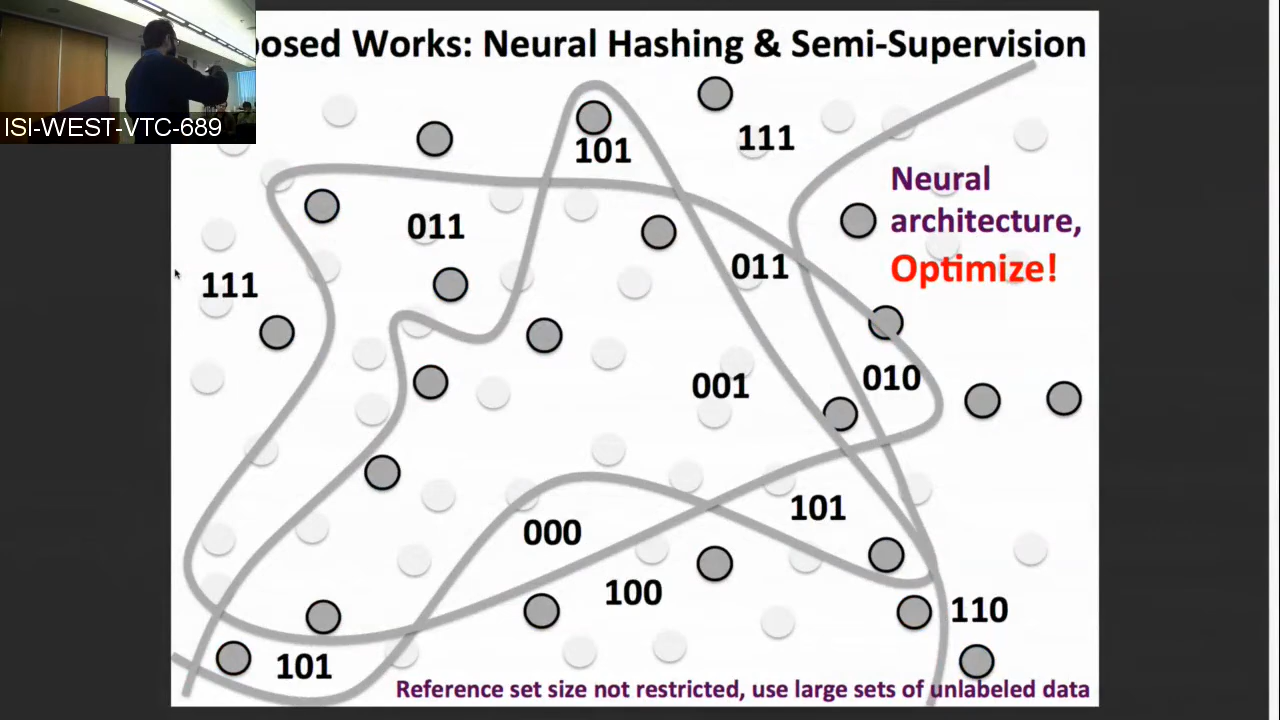 posed Works: Neural Hashing & Semi-Supervision
ISI-WEST-VTC-689
111
101
Neural
architecture,
Optimize!
011
011
111
001
010
101
000
100
110
101
Reference set size not restricted, use large sets of unlabeled data